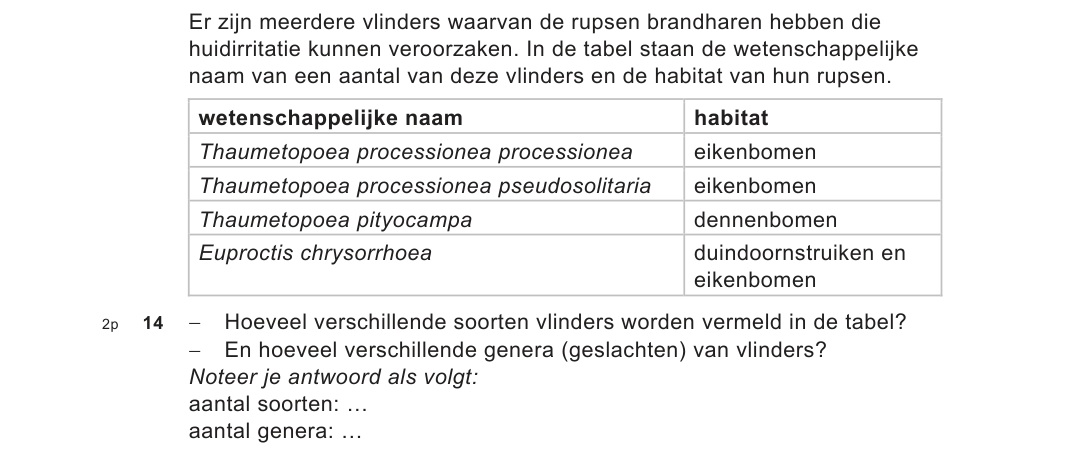 Er zijn meerdere vlinders waarvan de rupsen brandharen hebben die
huidirritatie kunnen veroorzaken. In de tabel staan de wetenschappelijke
naam van een aantal van deze vlinders en de habitat van hun rupsen.
wetenschappelijke naam habitat
Thaumetopoea processionea processionea eikenbomen
Thaumetopoea processionea pseudosolitaria eikenbomen
Thaumetopoea pityocampa dennenbomen
Euproctis chrysorrhoea duindoornstruiken en
eikenbomen
2p 14 – Hoeveel verschillende soorten vlinders worden vermeld in de tabel?
– En hoeveel verschillende genera (geslachten) van vlinders?
Noteer je antwoord als volgt:
aantal soorten: …
aantal genera: …